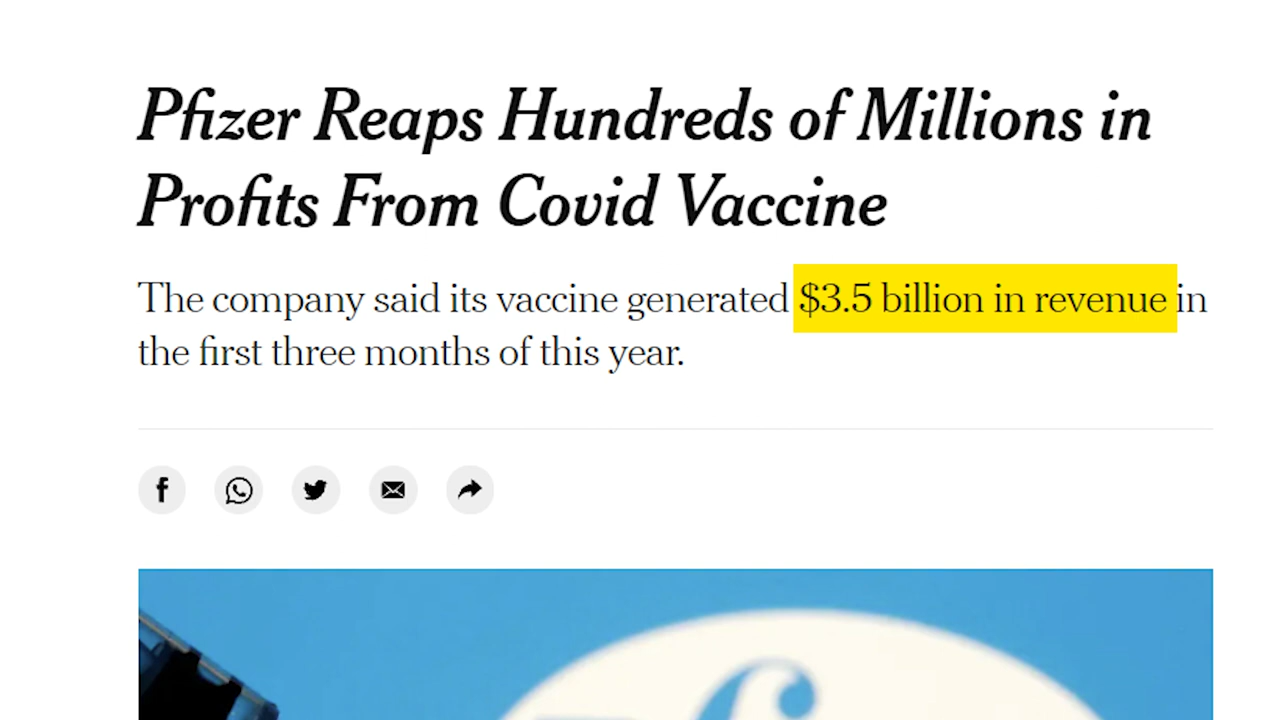 Pfizer Reaps Hundreds of Millions in
Profits From Covid Vaccine
The company said its vaccine generated $3.5 billion in revenue in
the first three months of this year.